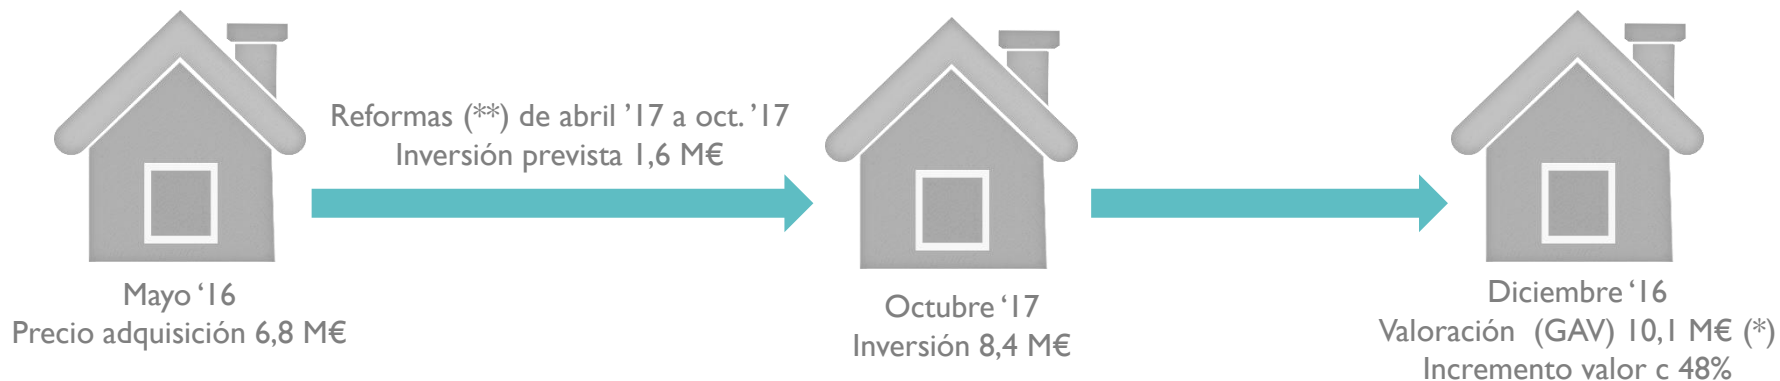 Reformas (**) de abril ’17 a oct. ’17
Inversión prevista 1,6 M€
Mayo ‘16
Precio adquisición 6,8 M€
Octubre ‘17
Inversión 8,4 M€
Diciembre ‘16
Valoración (GAV) 10,1 M€ (*)
Incremento valor c 48%